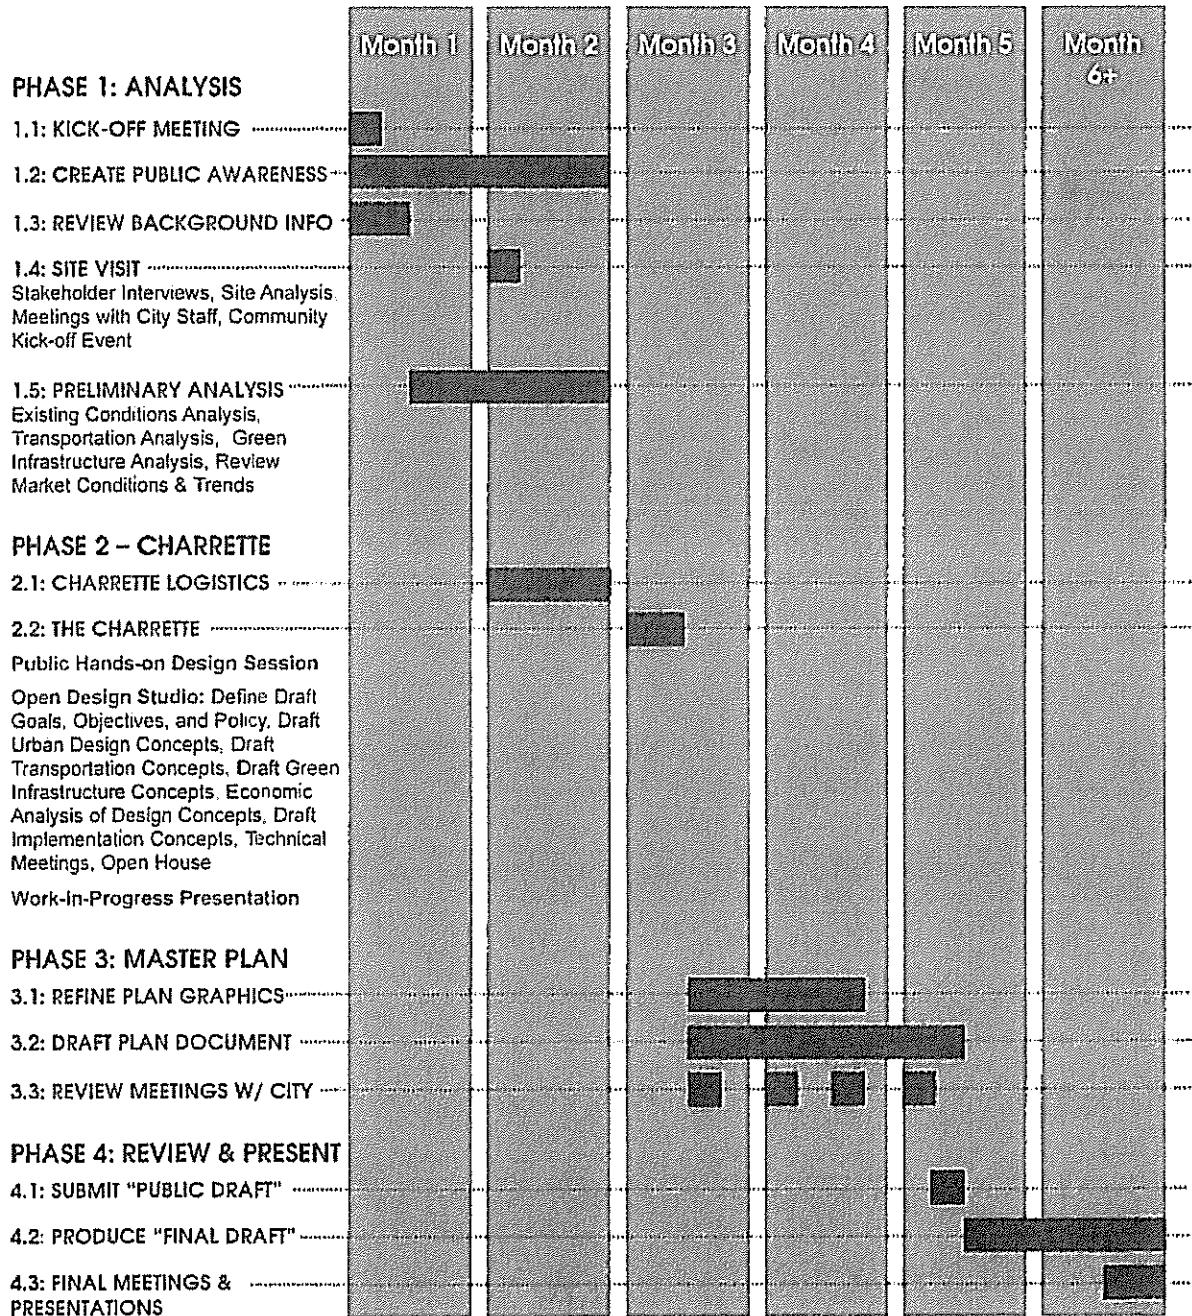 Month 1 Month 2 Month 3 Month 4 Month 5 Month
6+
PHASE 1: ANALYSIS
1.1: KICK-OFF MEETING
1.2: CREATE PUBLIC AWARENESS
1.3: REVIEW BACKGROUND INFO
1.4: SITE VISIT
Stakeholder Interviews, Site Analysis
Meetings with City Staff, Community
Kick-off Event
1.5: PRELIMINARY ANALYSIS
Existing Conditions Analysis,
Transportation Analysis, Green
Infrastructure Analysis, Review
Market Conditions & Trends
PHASE 2 – CHARRETTE
2.1: CHARRETTE LOGISTICS
2.2: THE CHARRETTE
Public Hands-on Design Session
Open Design Studio: Define Draft
Goals, Objectives, and Policy, Draft
Urban Design Concepts, Draft
Transportation Concepts, Draft Green
Infrastructure Concepts, Economic
Analysis of Design Concepts, Draft
Implementation Concepts, Technical
Meetings, Open House
Work-in-Progress Presentation
PHASE 3: MASTER PLAN
3.1: REFINE PLAN GRAPHICS
3.2: DRAFT PLAN DOCUMENT
3.3: REVIEW MEETINGS W/ CITY
PHASE 4: REVIEW & PRESENT
4.1: SUBMIT "PUBLIC DRAFT"
4.2: PRODUCE "FINAL DRAFT"
4.3: FINAL MEETINGS &
PRESENTATIONS